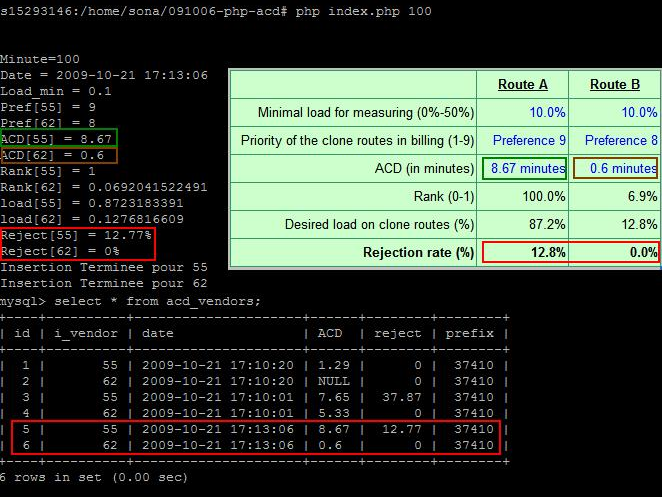 s15293146:/home/sona/091006-php-acd# php index.php 100
Minute=100
Date = 2009-10-21 17:13:06
Load_min = 0.1
Pref[55] = 9
Pref[62] = 8
ACD[55] = 8.67
ACD[62] = 0.6
Rank[55] = 1
Rank[62] = 0.0692041522491
load[55] = 0.8723183391
load[62] = 0.1276816609
Reject[55] = 12.77%
Reject[62] = 0%
Insertion Terminee pour 55
Insertion Terminee pour 62
Route A Route B
Minimal load for measuring (0%-50%) 10.0% 10.0%
Priority of the clone routes in billing (1-9) Preference 9 Preference 8
ACD (in minutes) 8.67 minutes 0.6 minutes
Rank (0-1) 100.0% 6.9%
Desired load on clone routes (%) 87.2% 12.8%
Rejection rate (%) 12.8% 0.0%
mysql> select * from acd_vendors;
+----+----------+---------------------+------+--------+--------+
| id | i_vendor | date | ACD | reject | prefix |
+----+----------+---------------------+------+--------+--------+
| 1 | 55 | 2009-10-21 17:10:20 | 1.29 | 0 | 37410 |
| 2 | 62 | 2009-10-21 17:10:20 | NULL | 0 | 37410 |
| 3 | 55 | 2009-10-21 17:10:01 | 7.65 | 37.87 | 37410 |
| 4 | 62 | 2009-10-21 17:10:01 | 5.33 | 0 | 37410 |
| 5 | 55 | 2009-10-21 17:13:06 | 8.67 | 12.77 | 37410 |
| 6 | 62 | 2009-10-21 17:13:06 | 0.6 | 0 | 37410 |
+----+----------+---------------------+------+--------+--------+
6 rows in set (0.00 sec)